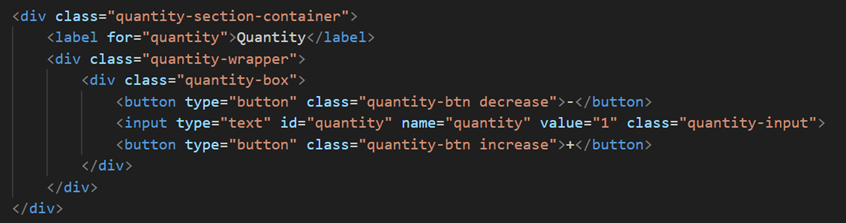 <div class="quantity-section-container">
    <label for="quantity">Quantity</label>
    <div class="quantity-wrapper">
        <div class="quantity-box">
            <button type="button" class="quantity-btn decrease">-</button>
            <input type="text" id="quantity" name="quantity" value="1" class="quantity-input">
            <button type="button" class="quantity-btn increase">+</button>
        </div>
    </div>
</div>